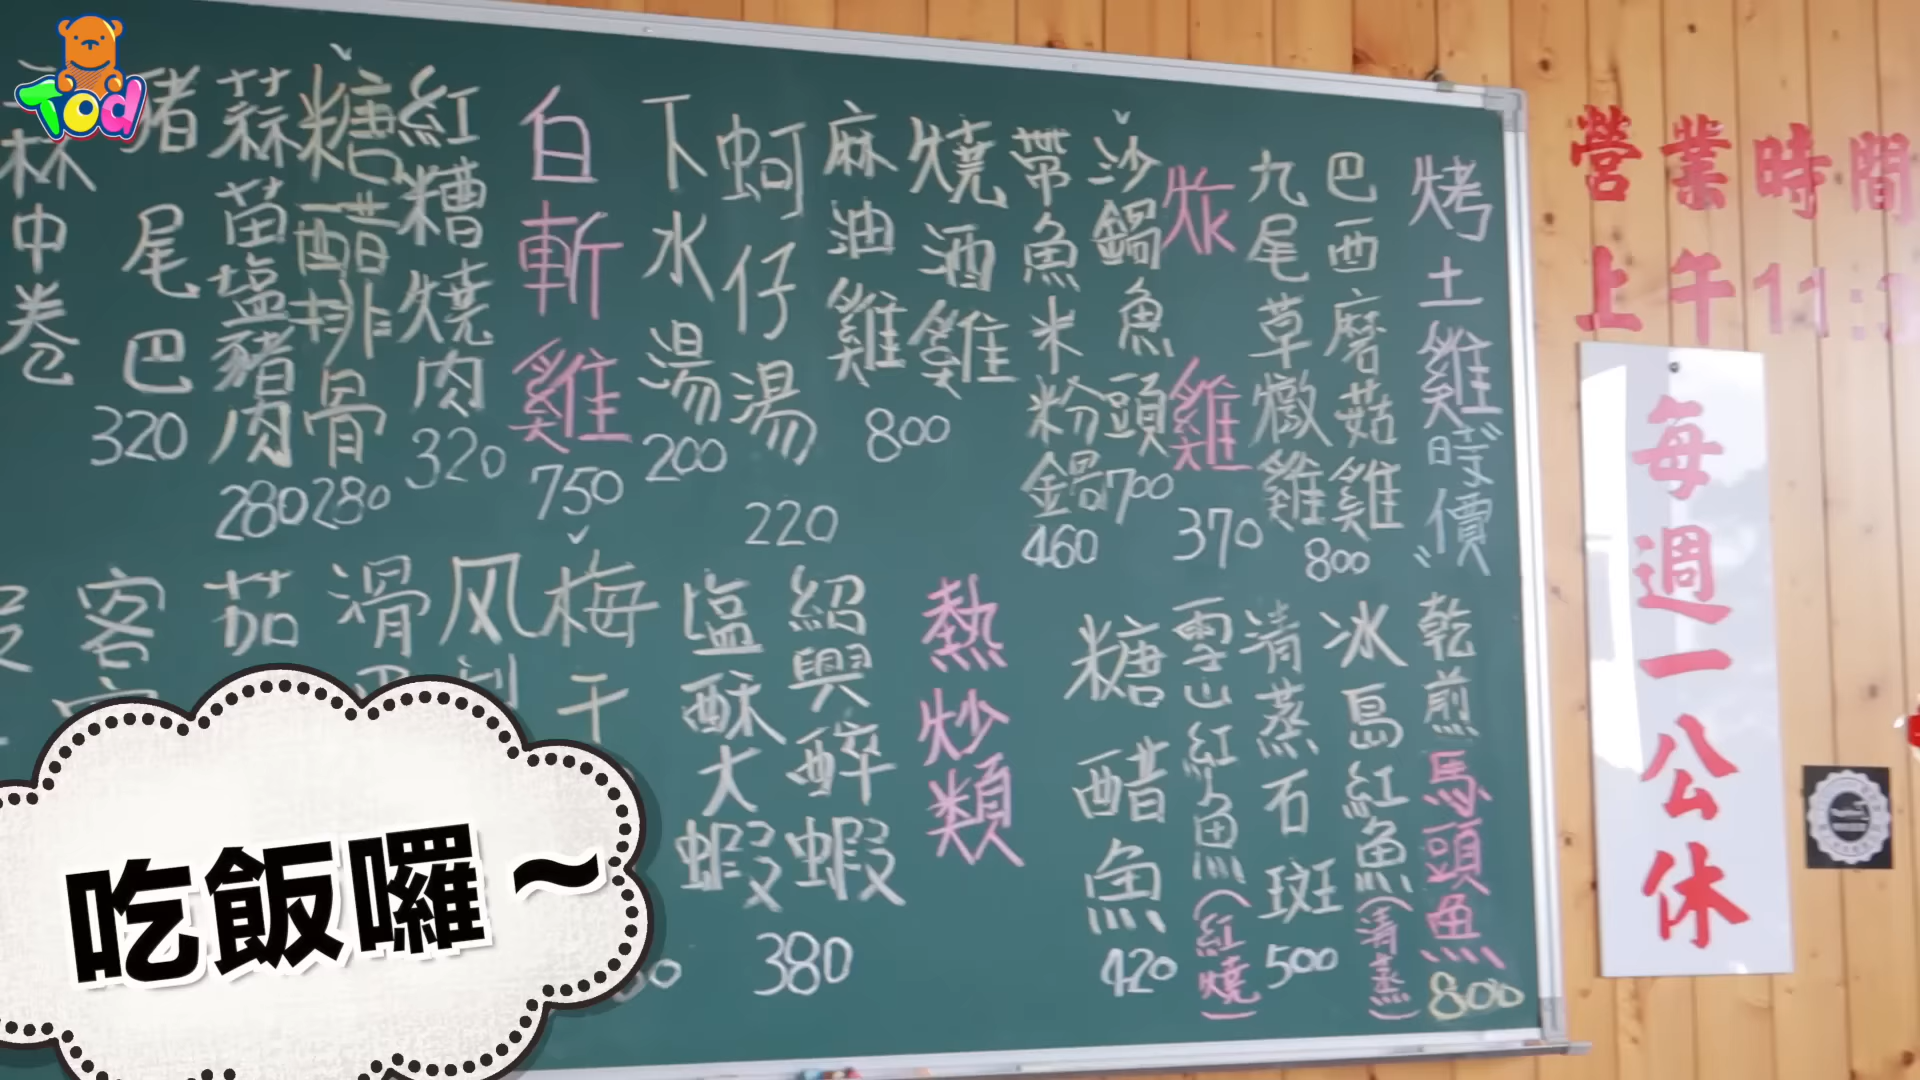 Tod
烤土雞時價
巴西磨菇雞
九尾草燉雞
800
炸雞
370
沙鍋魚頭
700
帶魚米粉鍋
460
燒酒雞
麻油雞
800
蚵仔湯
220
下水湯
200
白斬雞
750
紅糟燒肉
320
糖醋排骨
280
蒜苗塩豬肉
280
豬尾巴
320
中卷
乾煎馬頭魚
800
冰島紅魚(清蒸)
清蒸石斑
500
雪山紅魚(紅燒)
糖醋魚
420
熱炒類
紹興醉蝦
塩酥大蝦
380
梅干
风
滑
茄
客
營業時間
上午11:
每週一公休
吃飯囉~